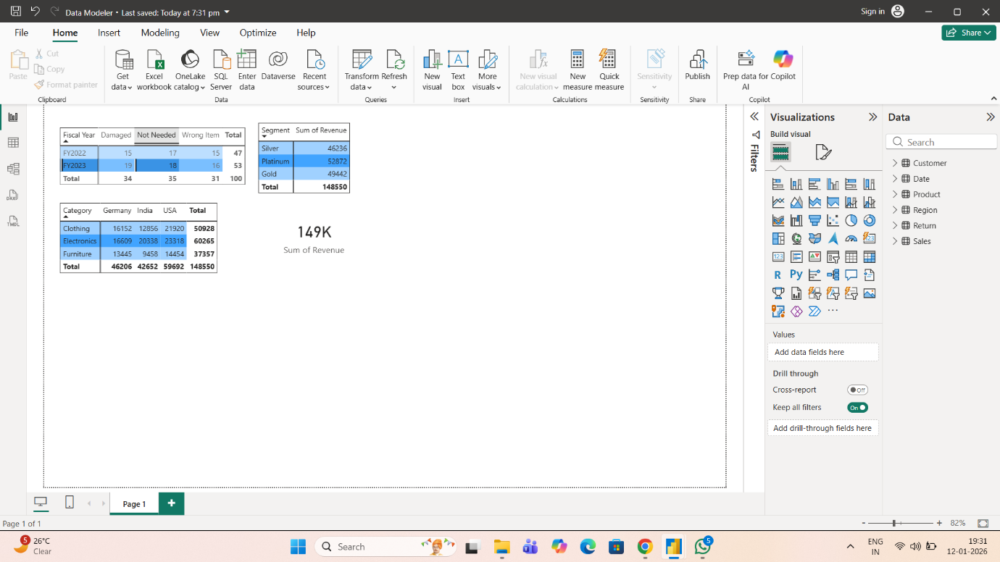 Data Modeler • Last saved: Today at 7:31 pm
Sign in
File Home Insert Modeling View Optimize Help
Share
Paste
Cut
Copy
Format painter
Clipboard
Get data
Excel workbook
OneLake catalog
SQL Server
Enter data
Dataverse
Recent sources
Data
Transform data
Refresh
Queries
New visual
Text box
More visuals
Insert
New visual calculation
New measure
Quick measure
Calculations
Sensitivity
Sensitivity
Publish
Share
Prep data for AI
Copilot
Copilot
Fiscal Year Damaged Not Needed Wrong Item Total
FY2022 15 17 15 47
FY2023 19 18 16 53
Total 34 35 31 100
Segment Sum of Revenue
Silver 46236
Platinum 52872
Gold 49442
Total 148550
Category Germany India USA Total
Clothing 16152 12856 21920 50928
Electronics 16609 20338 23318 60265
Furniture 13445 9458 14454 37357
Total 46206 42652 59692 148550
149K
Sum of Revenue
Filters
Visualizations
Build visual
R Py
123
Values
Add data fields here
Drill through
Cross-report Off
Keep all filters On
Add drill-through fields here
Data
Search
Customer
Date
Product
Region
Return
Sales
DAX
TMDL
Page 1
Page 1 of 1
- + 82%
5
26°C
Clear
Search
5
ENG
IN
19:31
12-01-2026